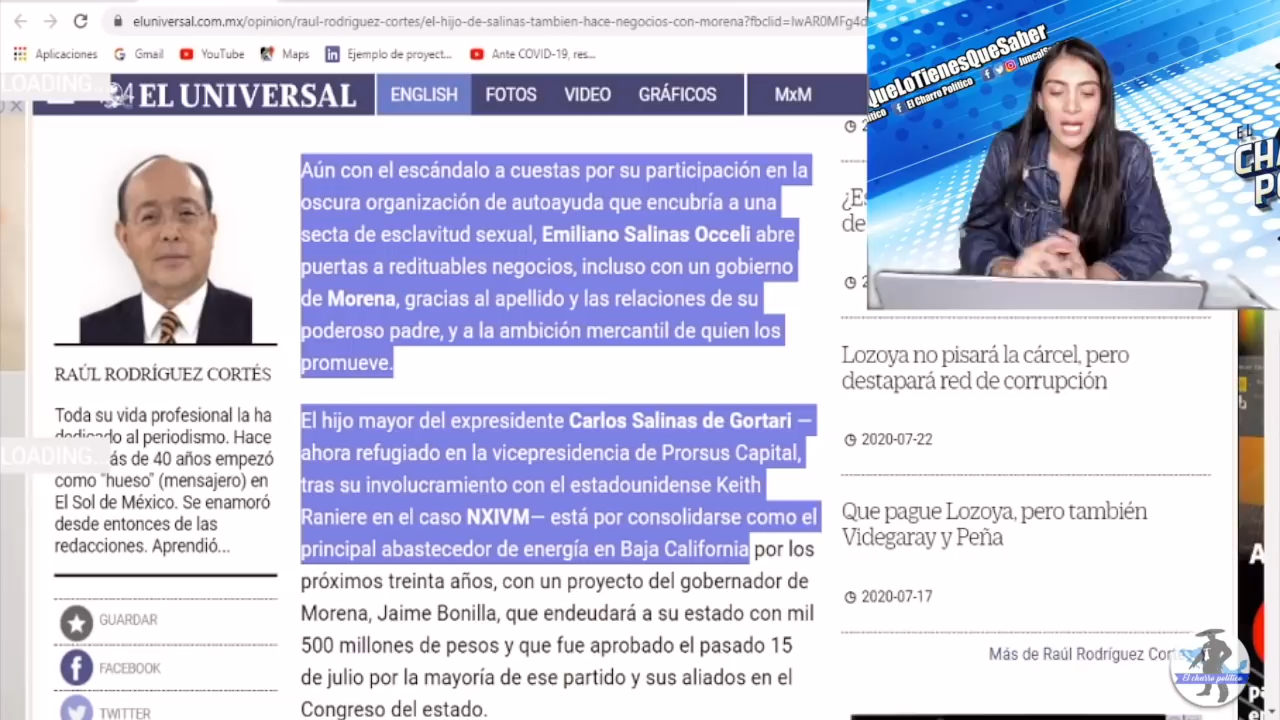 eluniversal.com.mx/opinion/raul-rodriguez-cortes/el-hijo-de-salinas-tambien-hace-negocios-con-morena?fbclid=IwAR0MFg4d
Aplicaciones
Gmail
YouTube
Maps
Ejemplo de proyect...
Ante COVID-19, res...
LOADING...
EL UNIVERSAL
ENGLISH
FOTOS
VIDEO
GRÁFICOS
MxM
QueLoTienesQueSaber
El Charro Político
EL
RAÚL RODRÍGUEZ CORTÉS
Toda su vida profesional la ha
dedicado al periodismo. Hace
LOADING... ás de 40 años empezó
como "hueso" (mensajero) en
El Sol de México. Se enamoró
desde entonces de las
redacciones. Aprendió...
GUARDAR
FACEBOOK
TWITTER
Aún con el escándalo a cuestas por su participación en la
oscura organización de autoayuda que encubría a una
secta de esclavitud sexual, Emiliano Salinas Occeli abre
puertas a redituables negocios, incluso con un gobierno
de Morena, gracias al apellido y las relaciones de su
poderoso padre, y a la ambición mercantil de quien los
promueve.
El hijo mayor del expresidente Carlos Salinas de Gortari —
ahora refugiado en la vicepresidencia de Prorsus Capital,
tras su involucramiento con el estadounidense Keith
Raniere en el caso NXIVM— está por consolidarse como el
principal abastecedor de energía en Baja California por los
próximos treinta años, con un proyecto del gobernador de
Morena, Jaime Bonilla, que endeudará a su estado con mil
500 millones de pesos y que fue aprobado el pasado 15
de julio por la mayoría de ese partido y sus aliados en el
Congreso del estado.
Lozoya no pisará la cárcel, pero
destapará red de corrupción
2020-07-22
Que pague Lozoya, pero también
Videgaray y Peña
2020-07-17
Más de Raúl Rodríguez Corté
El charro político